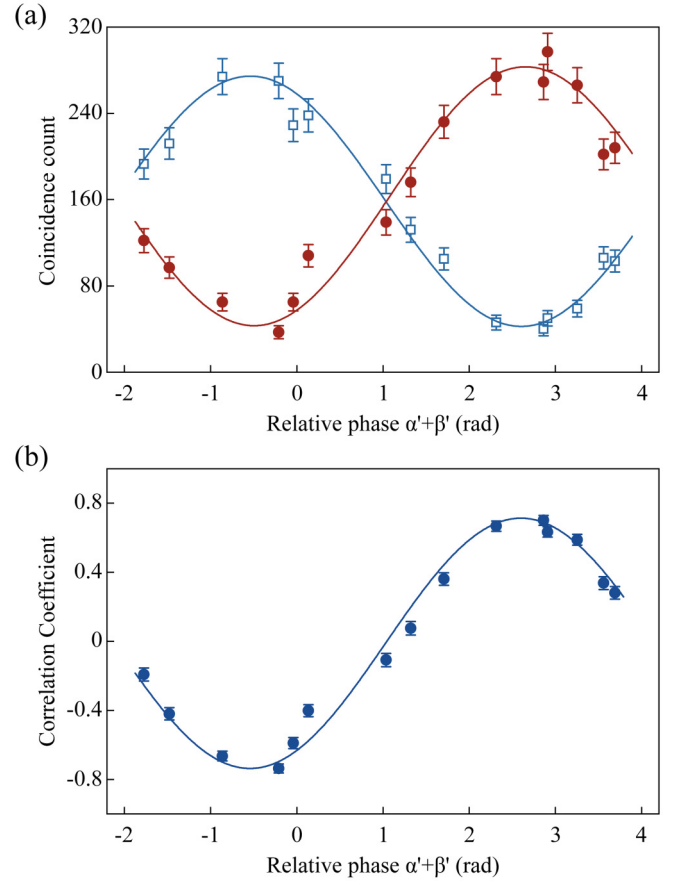 (a)
320
240
160
80
0
Coincidence count
-2 -1 0 1 2 3 4
Relative phase α'+β' (rad)
(b)
0.8
0.4
0
-0.4
-0.8
Correlation Coefficient
-2 -1 0 1 2 3 4
Relative phase α'+β' (rad)